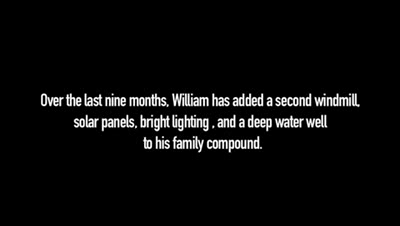 Over the last nine months, William has added a second windmill,
solar panels, bright lighting , and a deep water well
to his family compound.